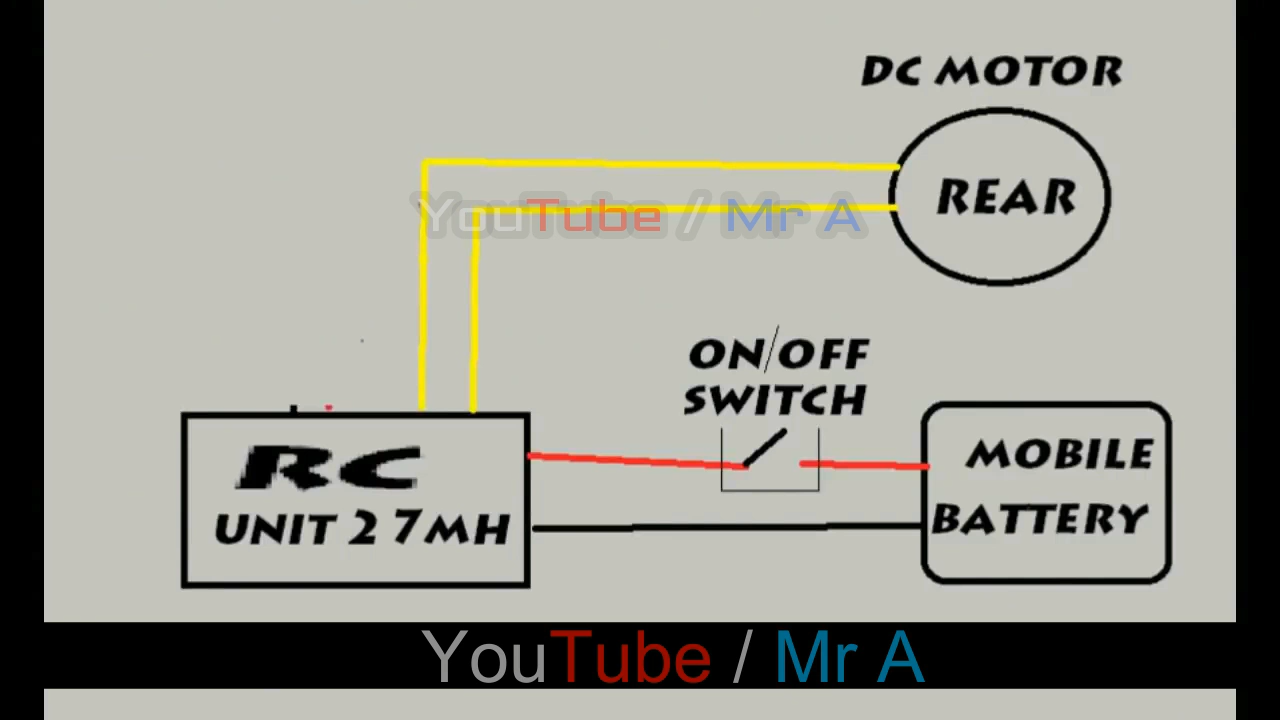 DC MOTOR
REAR
YouTube / Mr A
ON/OFF
SWITCH
RC
UNIT 27MH
MOBILE
BATTERY
YouTube / Mr A